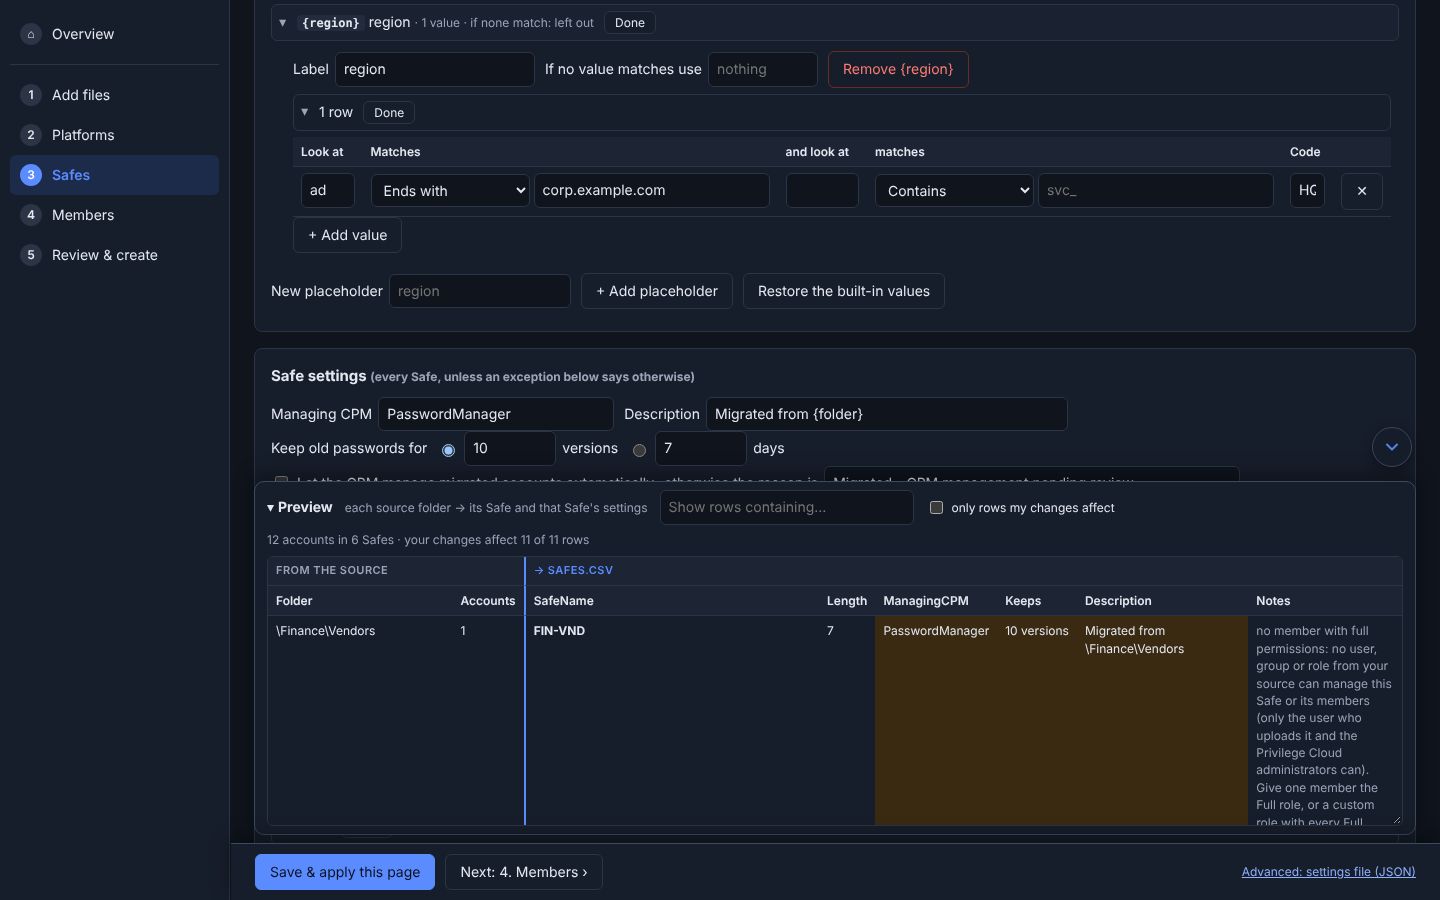 Overview
1 Add files
2 Platforms
3 Safes
4 Members
5 Review & create
▾ {region} region · 1 value · if none match: left out Done
Label region If no value matches use nothing Remove {region}
▾ 1 row Done
Look at Matches and look at matches Code
ad Ends with corp.example.com Contains svc_ ✕
+ Add value
New placeholder region + Add placeholder Restore the built-in values
Safe settings (every Safe, unless an exception below says otherwise)
Managing CPM PasswordManager Description Migrated from {folder}
Keep old passwords for 10 versions 7 days
▾ Preview each source folder → its Safe and that Safe's settings Show rows containing... only rows my changes affect
12 accounts in 6 Safes · your changes affect 11 of 11 rows
FROM THE SOURCE → SAFES.CSV
Folder Accounts SafeName Length ManagingCPM Keeps Description Notes
\Finance\Vendors 1 FIN-VND 7 PasswordManager 10 versions Migrated from \Finance\Vendors
no member with full
permissions: no user,
group or role from your
source can manage this
Safe or its members
(only the user who
uploads it and the
Privilege Cloud
administrators can).
Give one member the
Full role, or a custom
role with every Full
Save & apply this page Next: 4. Members › Advanced: settings file (JSON)